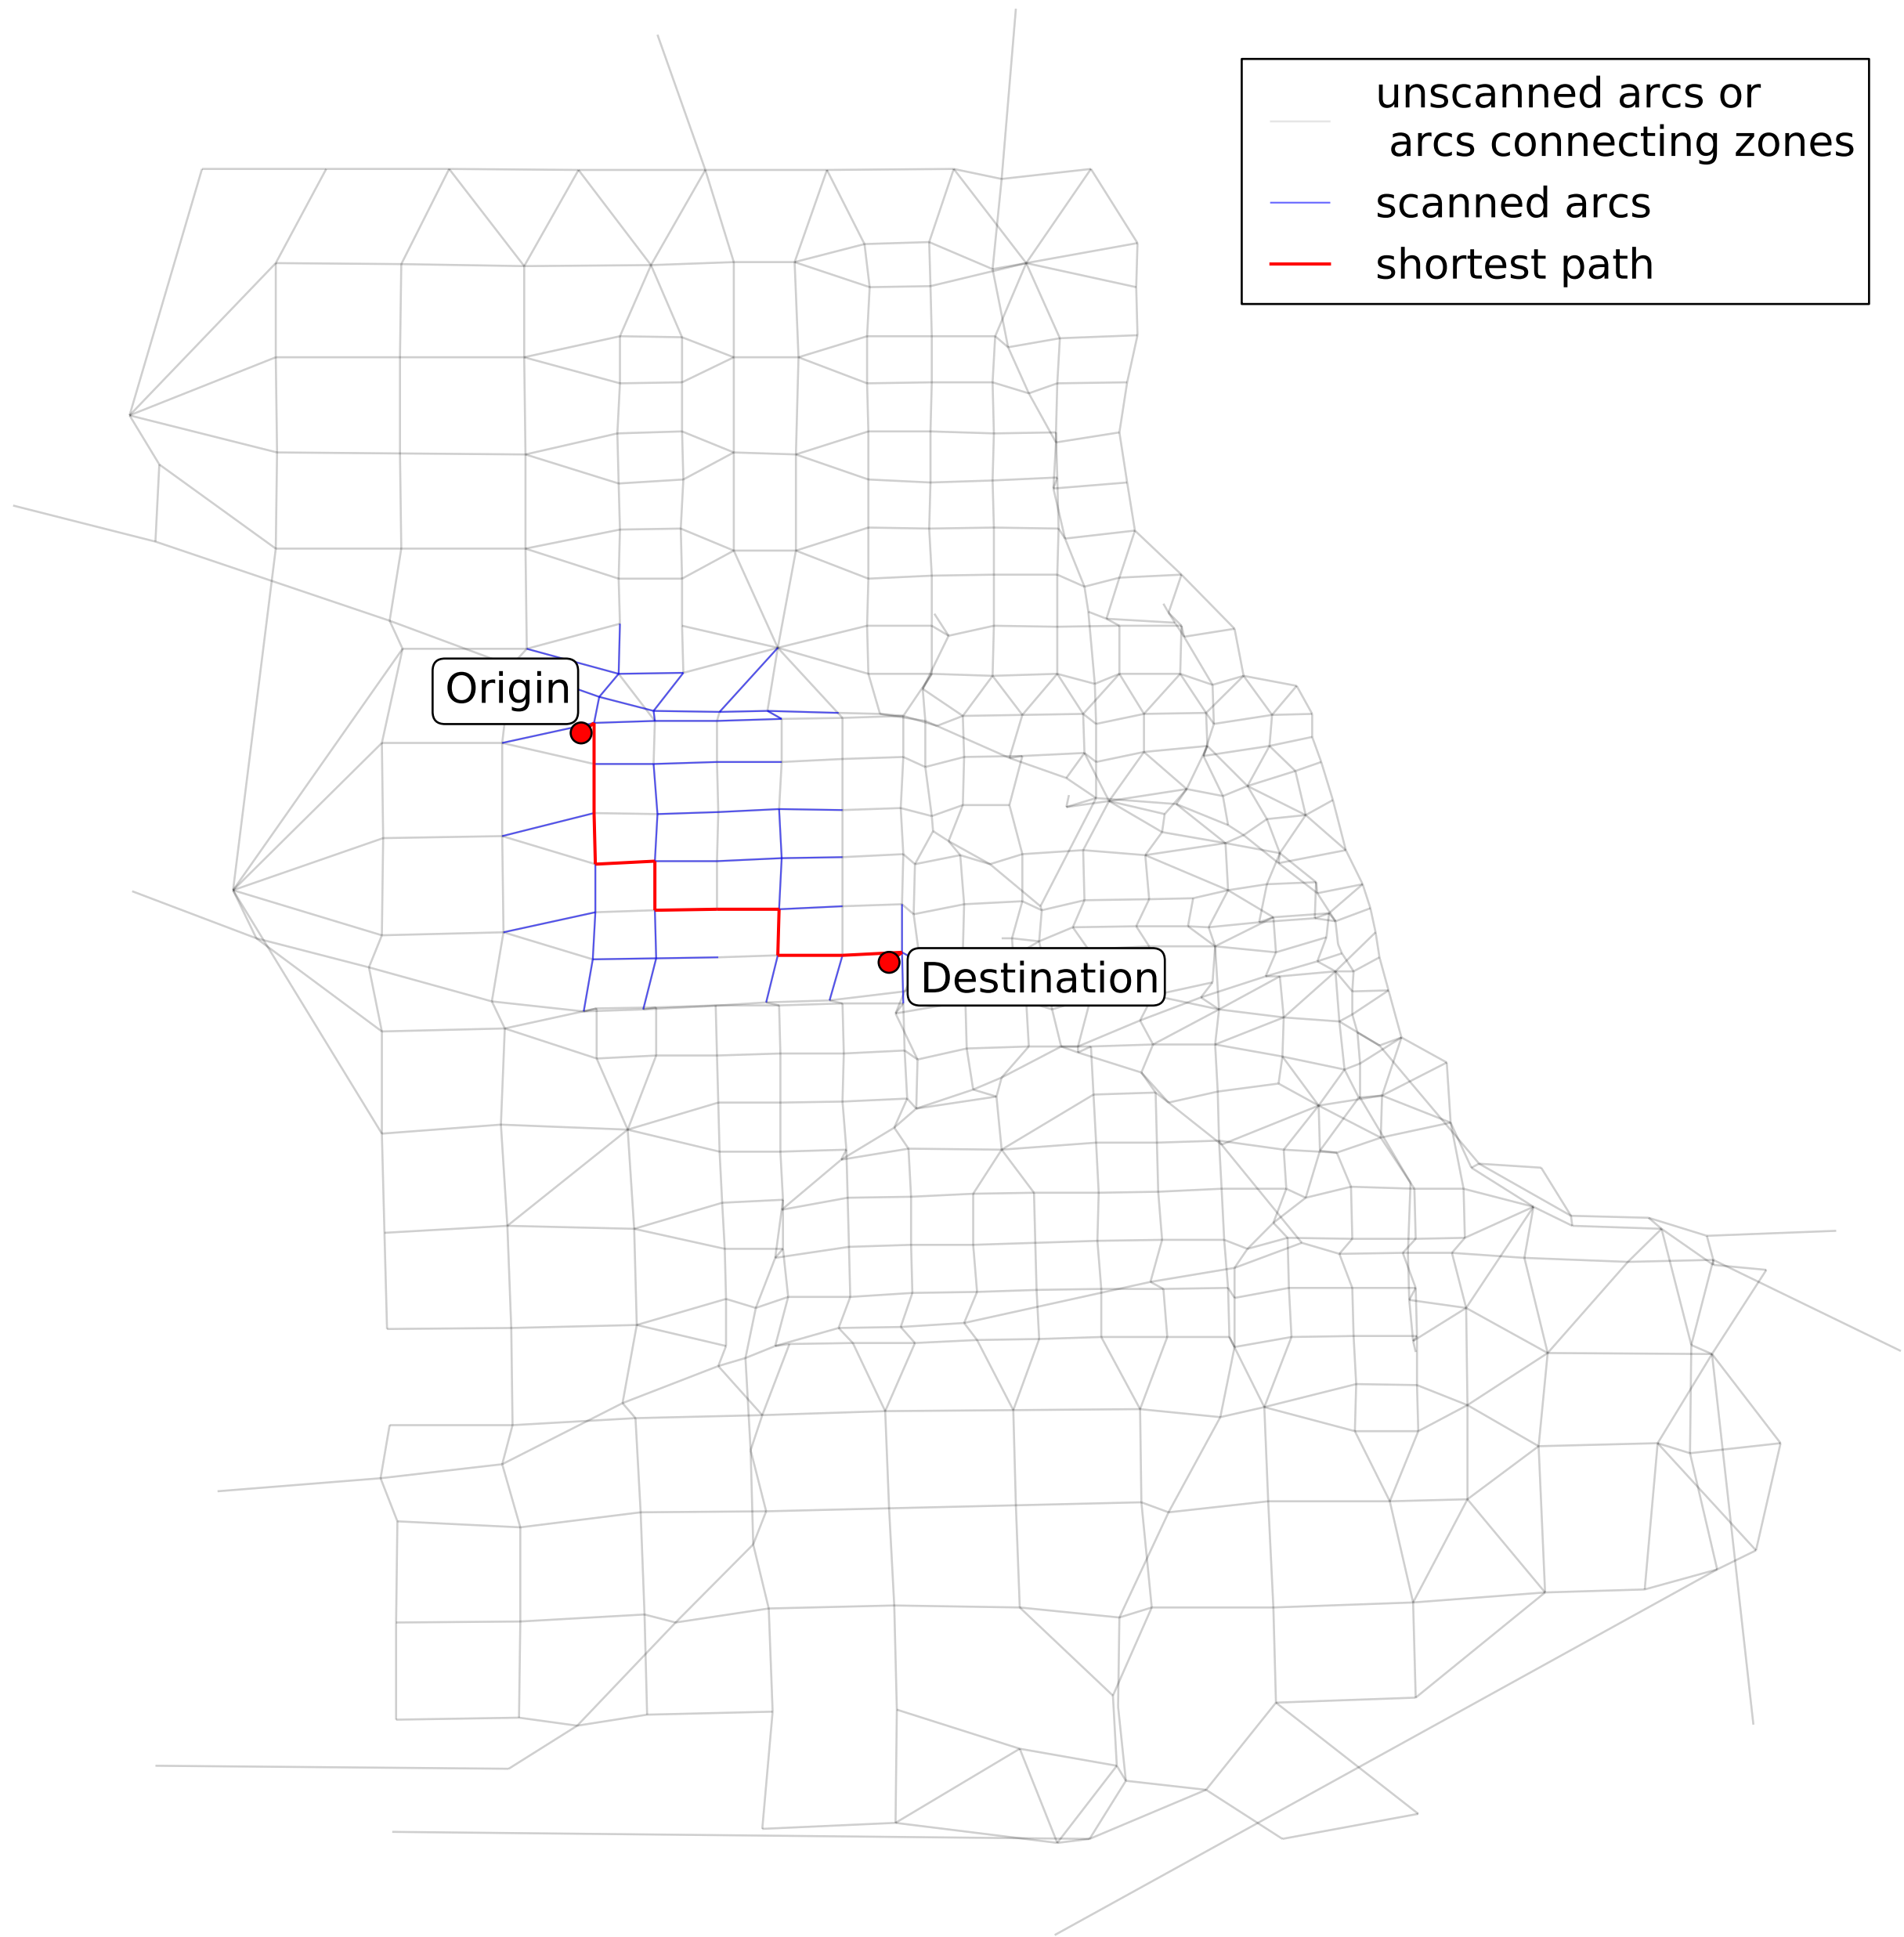 unscanned arcs or
arcs connecting zones
scanned arcs
shortest path
Origin
Destination